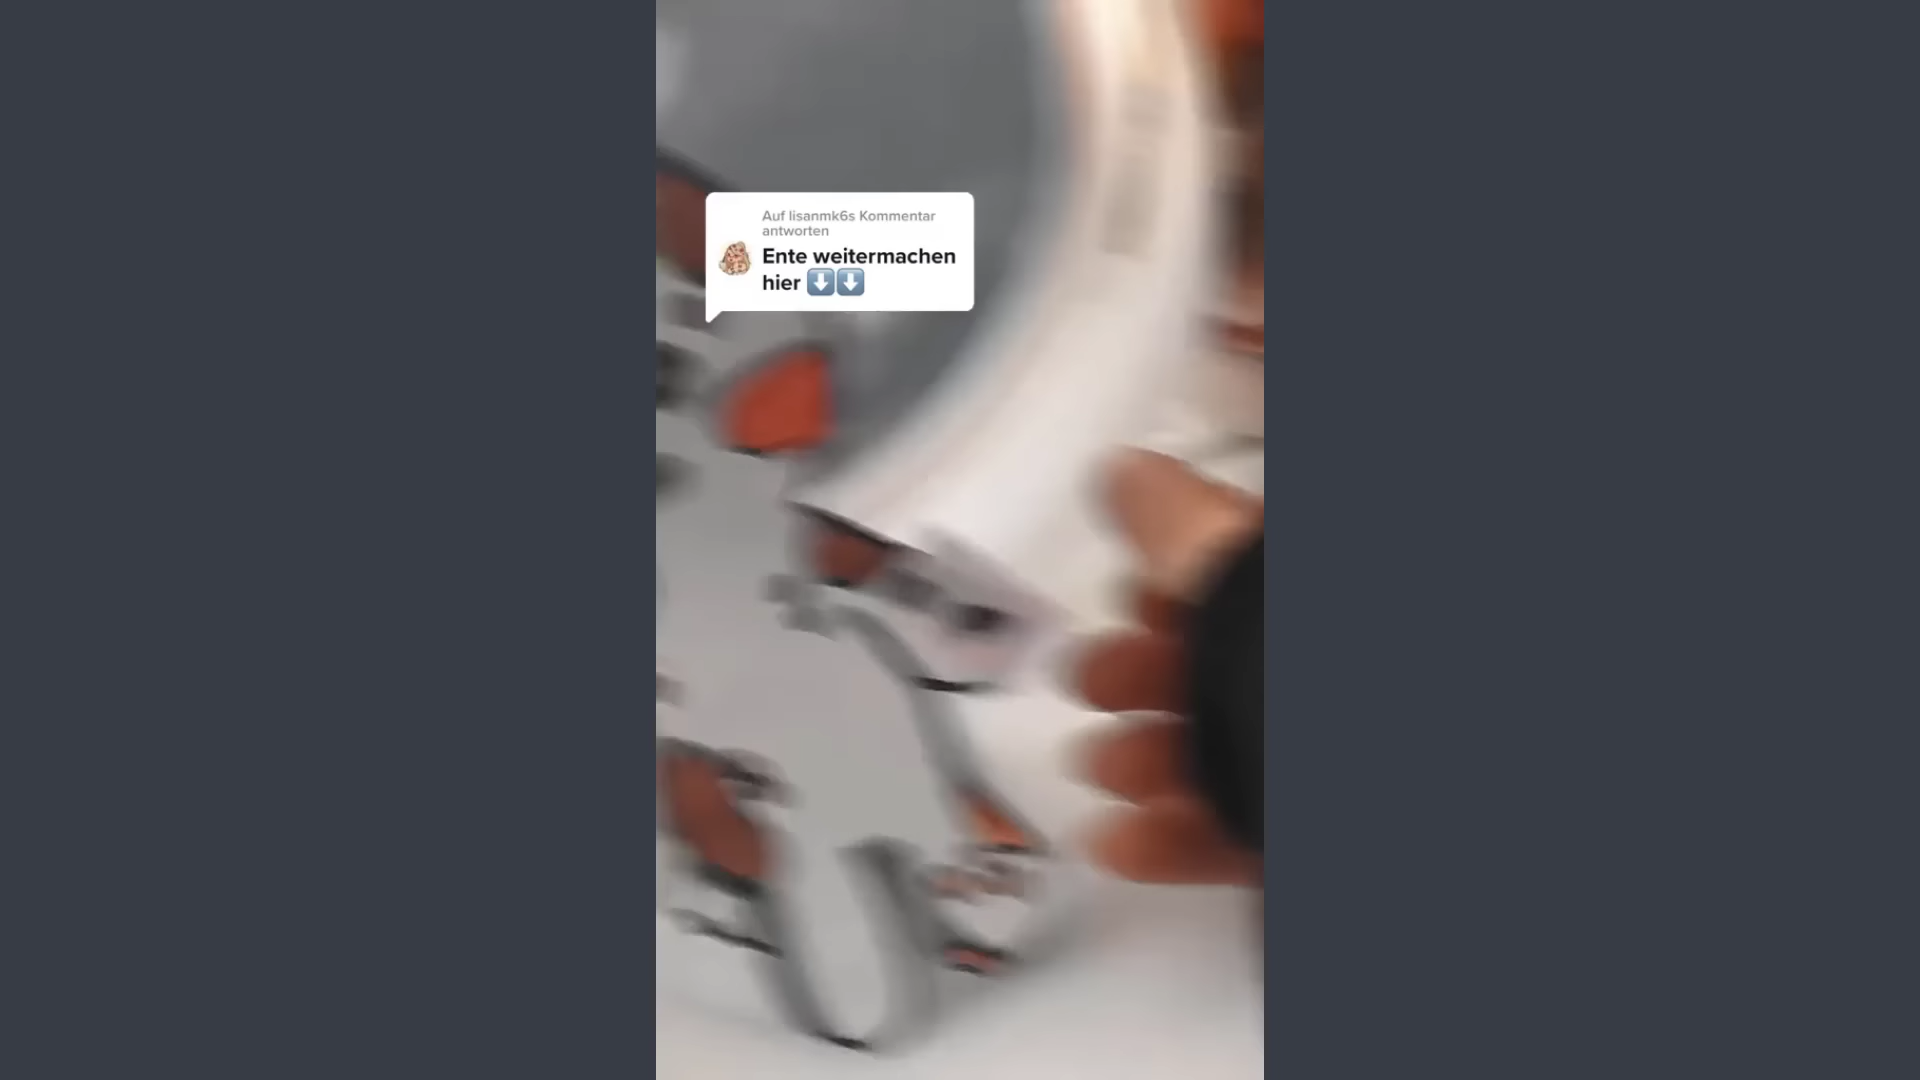 Auf lisanmk6s Kommentar
antworten
Ente weitermachen
hier ⬇️⬇️